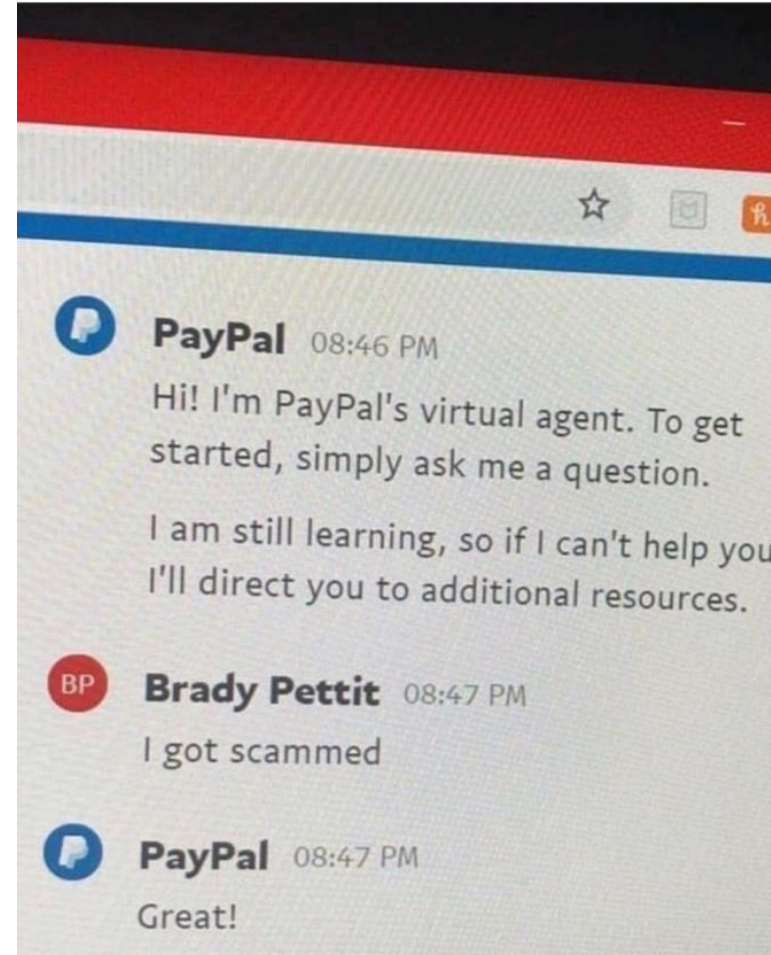 PayPal 08:46 PM
Hi! I'm PayPal's virtual agent. To get
started, simply ask me a question.
I am still learning, so if I can't help you
I'll direct you to additional resources.
BP
Brady Pettit 08:47 PM
I got scammed
PayPal 08:47 PM
Great!